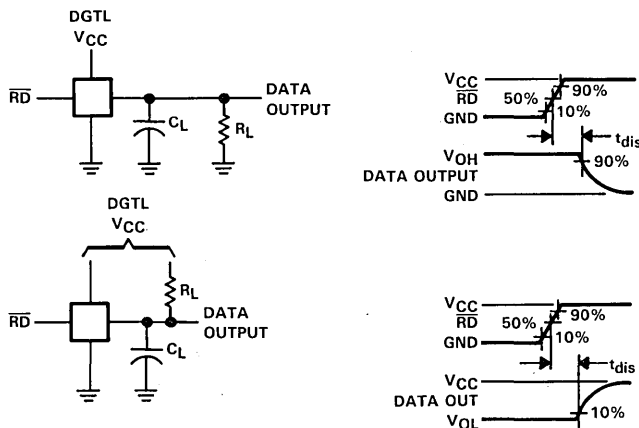 DGTL
VCC
RD
CL
RL
DATA
OUTPUT
VCC
RD
GND
50%
90%
10%
tdis
VOH
DATA OUTPUT
GND
90%
DGTL
VCC
RD
RL
DATA
OUTPUT
CL
VCC
RD
GND
50%
90%
10%
tdis
VCC
DATA OUT
VOL
10%